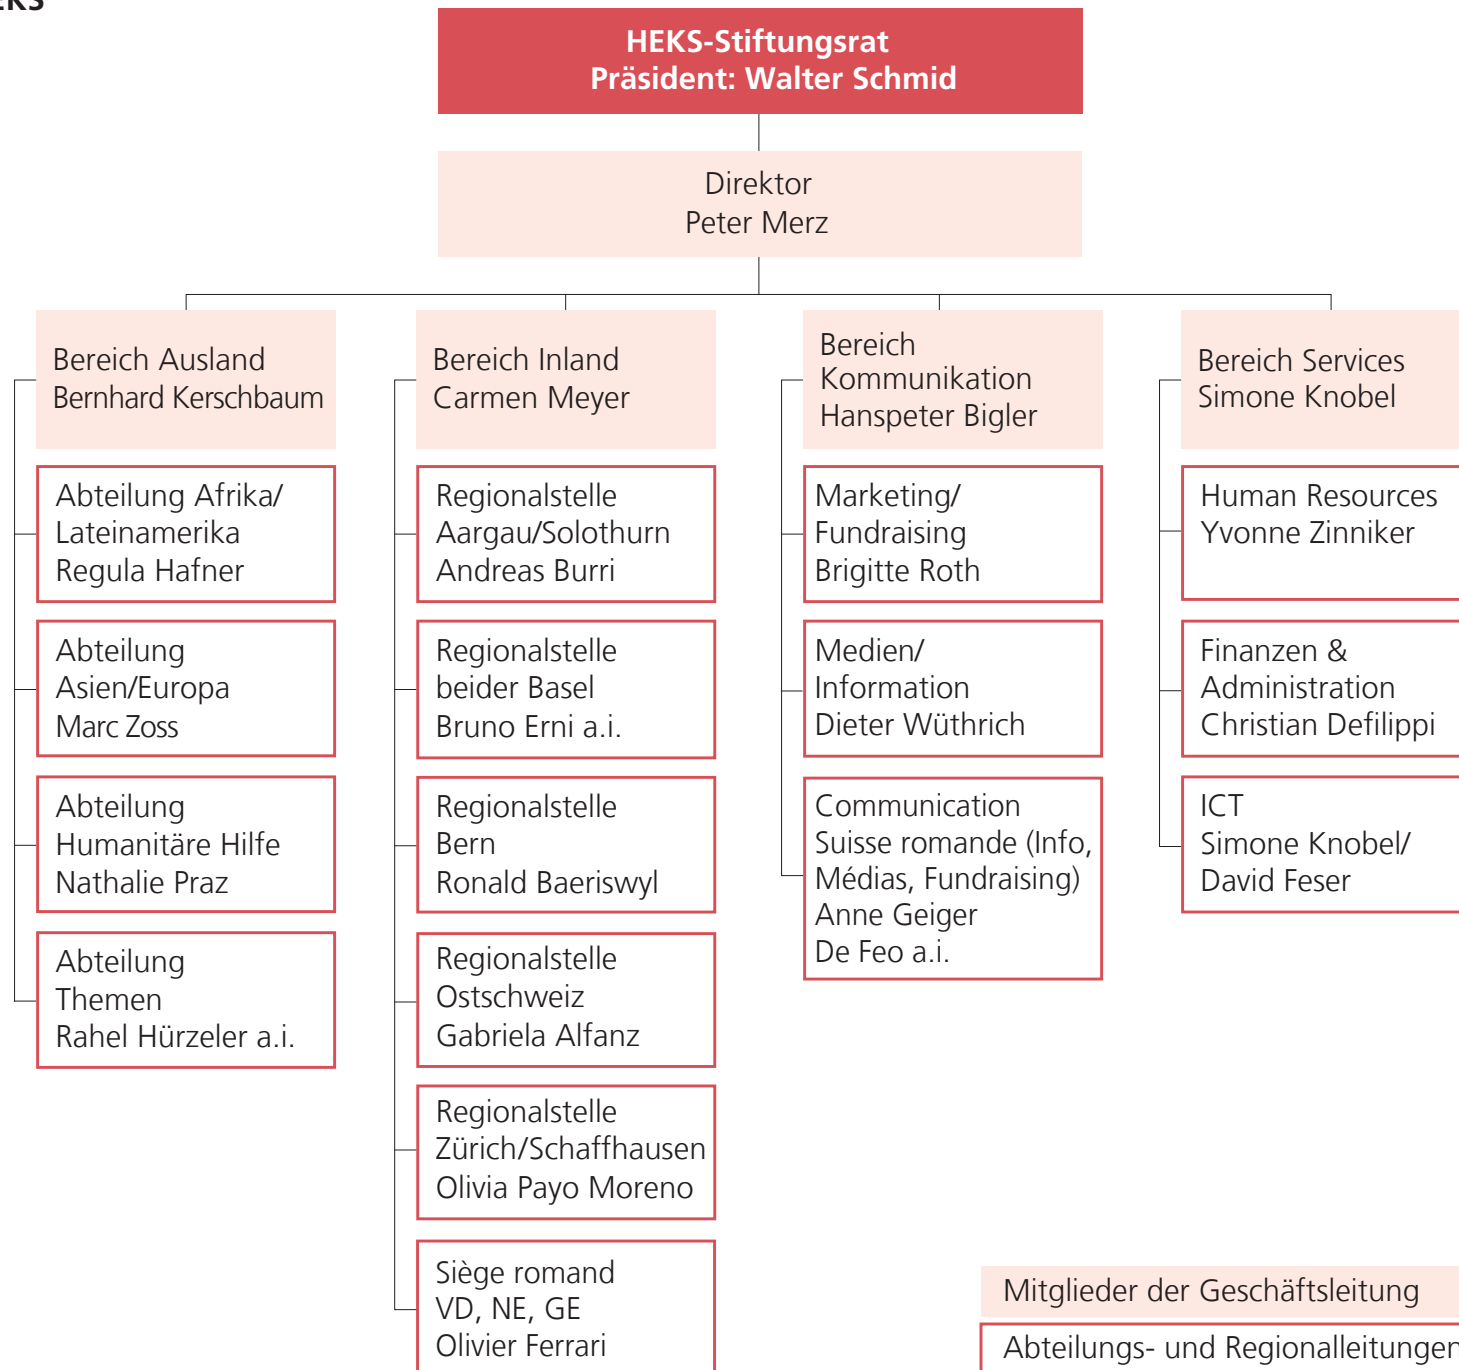 HEKS-Stiftungsrat
Präsident: Walter Schmid
Direktor
Peter Merz
Bereich Ausland
Bernhard Kerschbaum
Abteilung Afrika/
Lateinamerika
Regula Hafner
Abteilung
Asien/Europa
Marc Zoss
Abteilung
Humanitäre Hilfe
Nathalie Praz
Abteilung
Themen
Rahel Hürzeler a.i.
Bereich Inland
Carmen Meyer
Regionalstelle
Aargau/Solothurn
Andreas Burri
Regionalstelle
beider Basel
Bruno Erni a.i.
Regionalstelle
Bern
Ronald Baeriswyl
Regionalstelle
Ostschweiz
Gabriela Alfanz
Regionalstelle
Zürich/Schaffhausen
Olivia Payo Moreno
Siège romand
VD, NE, GE
Olivier Ferrari
Bereich
Kommunikation
Hanspeter Bigler
Marketing/
Fundraising
Brigitte Roth
Medien/
Information
Dieter Wüthrich
Communication
Suisse romande (Info,
Médias, Fundraising)
Anne Geiger
De Feo a.i.
Bereich Services
Simone Knobel
Human Resources
Yvonne Zinniker
Finanzen &
Administration
Christian Defilippi
ICT
Simone Knobel/
David Feser
Mitglieder der Geschäftsleitung
Abteilungs- und Regionalleitungen